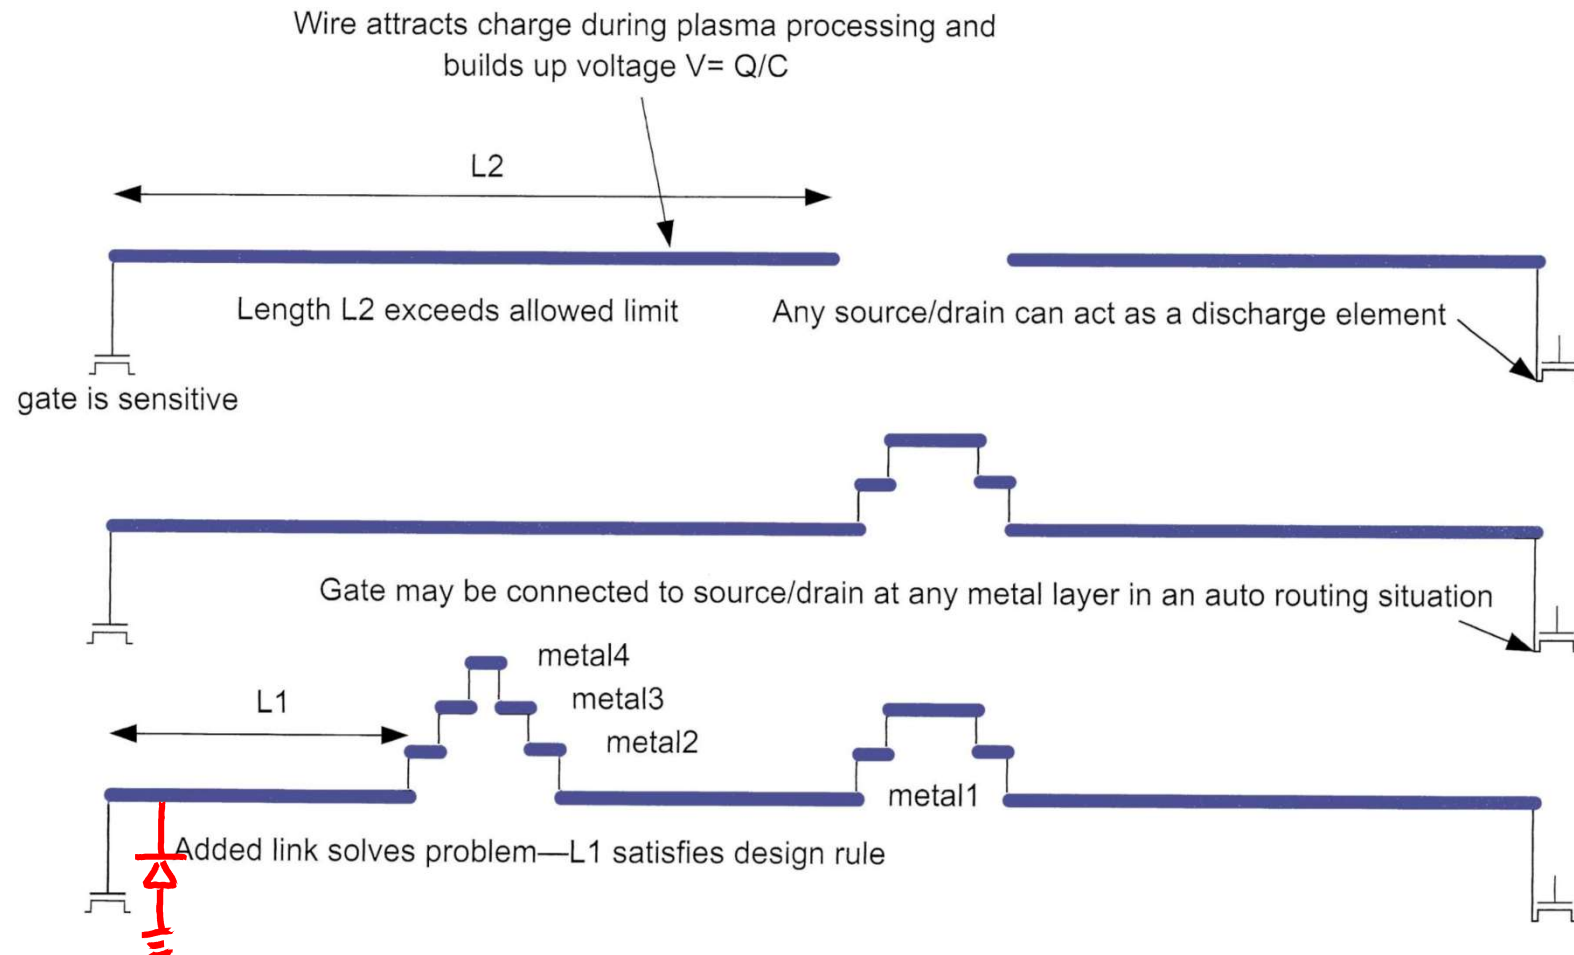 Wire attracts charge during plasma processing and
builds up voltage V= Q/C
L2
Length L2 exceeds allowed limit
Any source/drain can act as a discharge element
gate is sensitive
Gate may be connected to source/drain at any metal layer in an auto routing situation
metal4
L1
metal3
metal2
metal1
Added link solves problem—L1 satisfies design rule